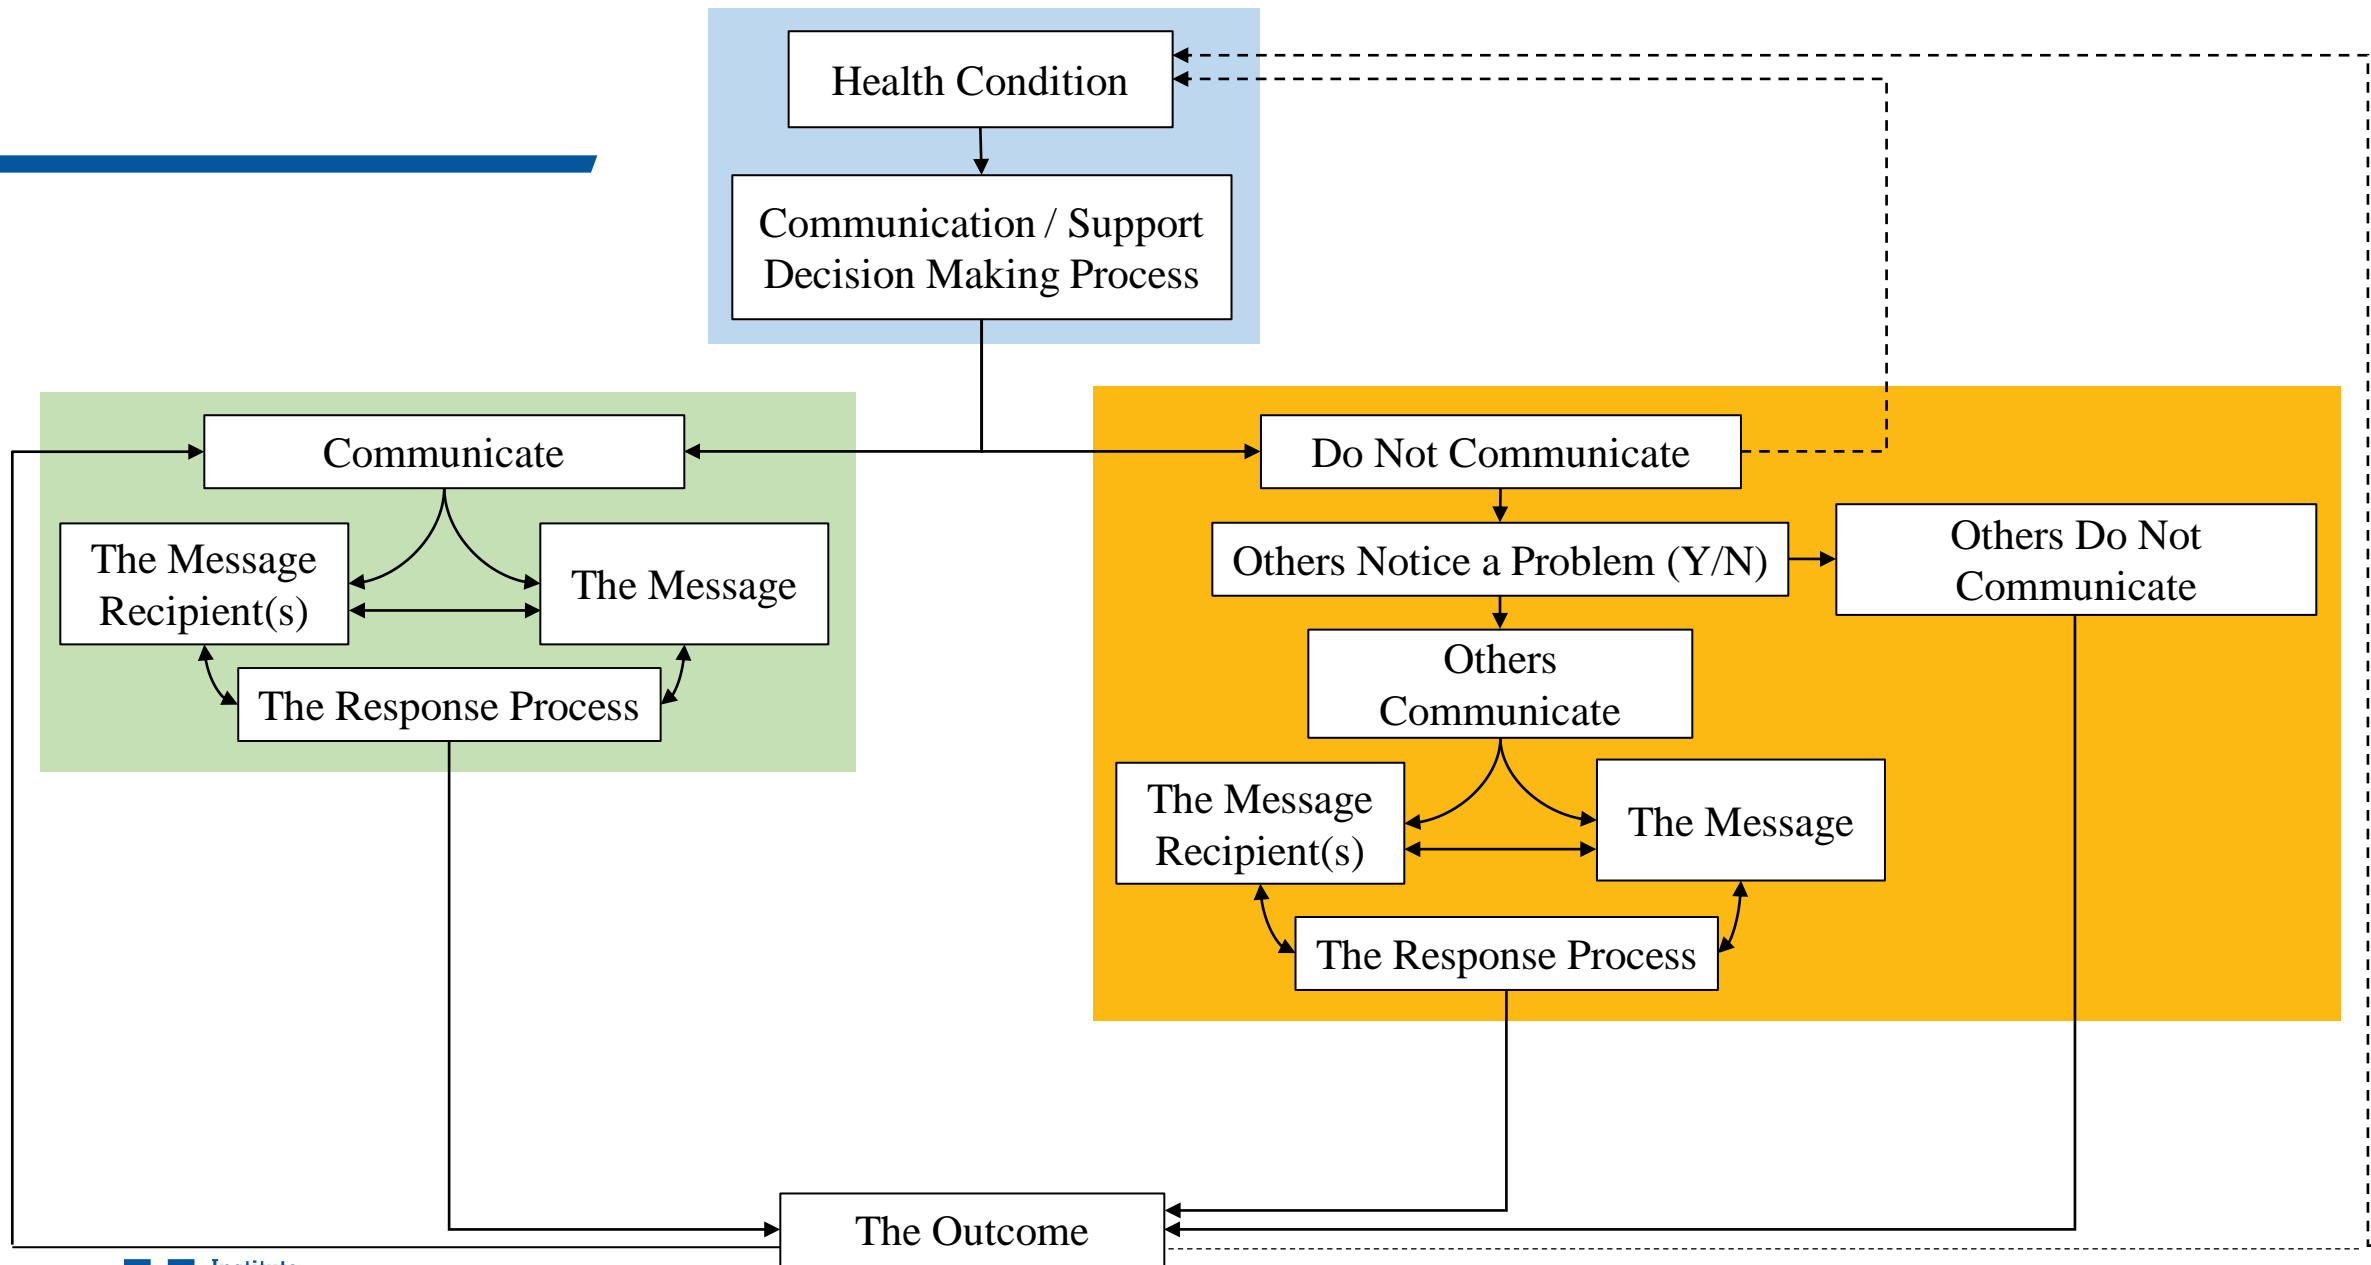 Health Condition
Communication / Support
Decision Making Process
Communicate
Do Not Communicate
The Message
Recipient(s)
The Message
The Response Process
Others Notice a Problem (Y/N)
Others Do Not
Communicate
Others
Communicate
The Message
Recipient(s)
The Message
The Response Process
The Outcome
Institute